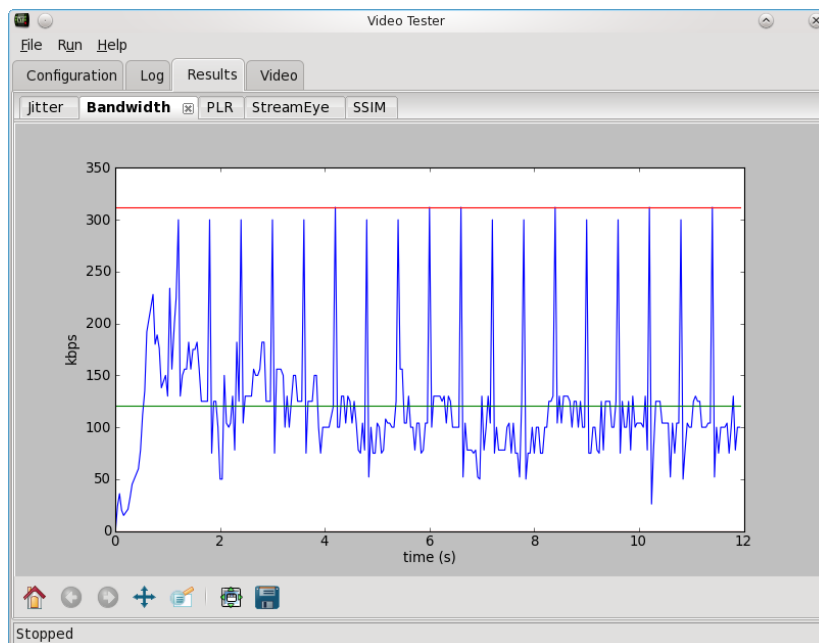 Video Tester
File Run Help
Configuration Log Results Video
Jitter Bandwidth PLR StreamEye SSIM
350
300
250
200
150
100
50
0
kbps
0 2 4 6 8 10 12
time (s)
Stopped